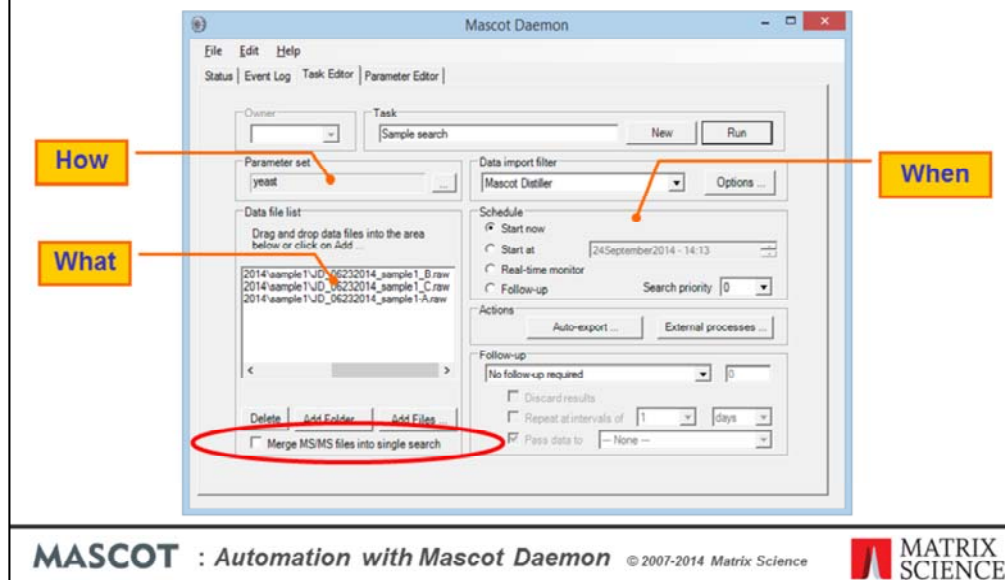 Mascot Daemon
File Edit Help
Status Event Log Task Editor Parameter Editor
Owner
Task
Sample search
New
Run
How
Parameter set
yeast
...
Data import filter
Mascot Distiller
Options ...
When
Data file list
Drag and drop data files into the area
below or click on Add ...
What
2014\sample1\JD_06232014_sample1_B.raw
2014\sample1\JD_06232014_sample1_C.raw
2014\sample1\JD_06232014_sample1-A.raw
Schedule
Start now
Start at 24September2014 - 14:13
Real-time monitor
Follow-up
Search priority 0
Actions
Auto-export ...
External processes ...
Follow-up
No follow-up required
0
Discard results
Repeat at intervals of 1 days
Pass data to -- None --
Delete
Add Folder
Add Files ...
Merge MS/MS files into single search
MASCOT : Automation with Mascot Daemon © 2007-2014 Matrix Science
MATRIX
SCIENCE